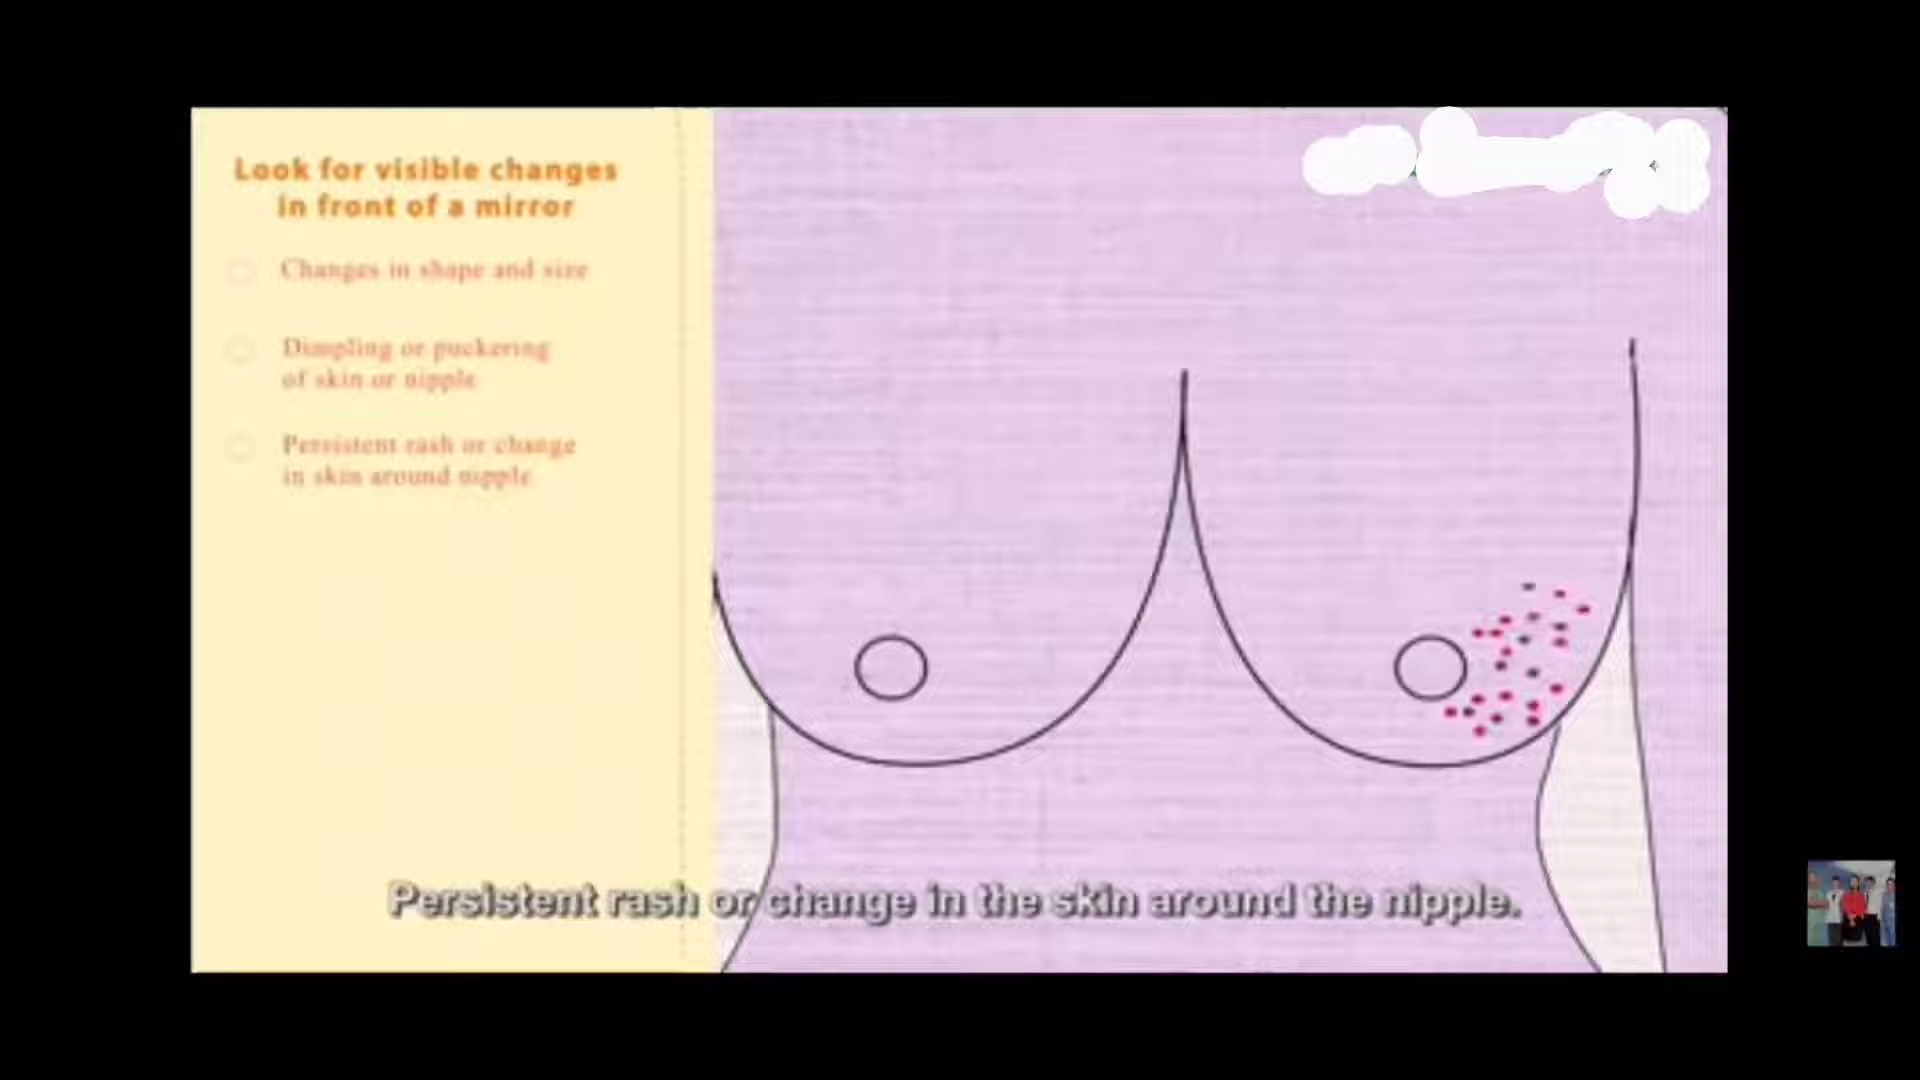 Look for visible changes
in front of a mirror
Changes in shape and size
Dimpling or puckering
of skin or nipple
Persistent rash or change
in skin around nipple
Persistent rash or change in the skin around the nipple.